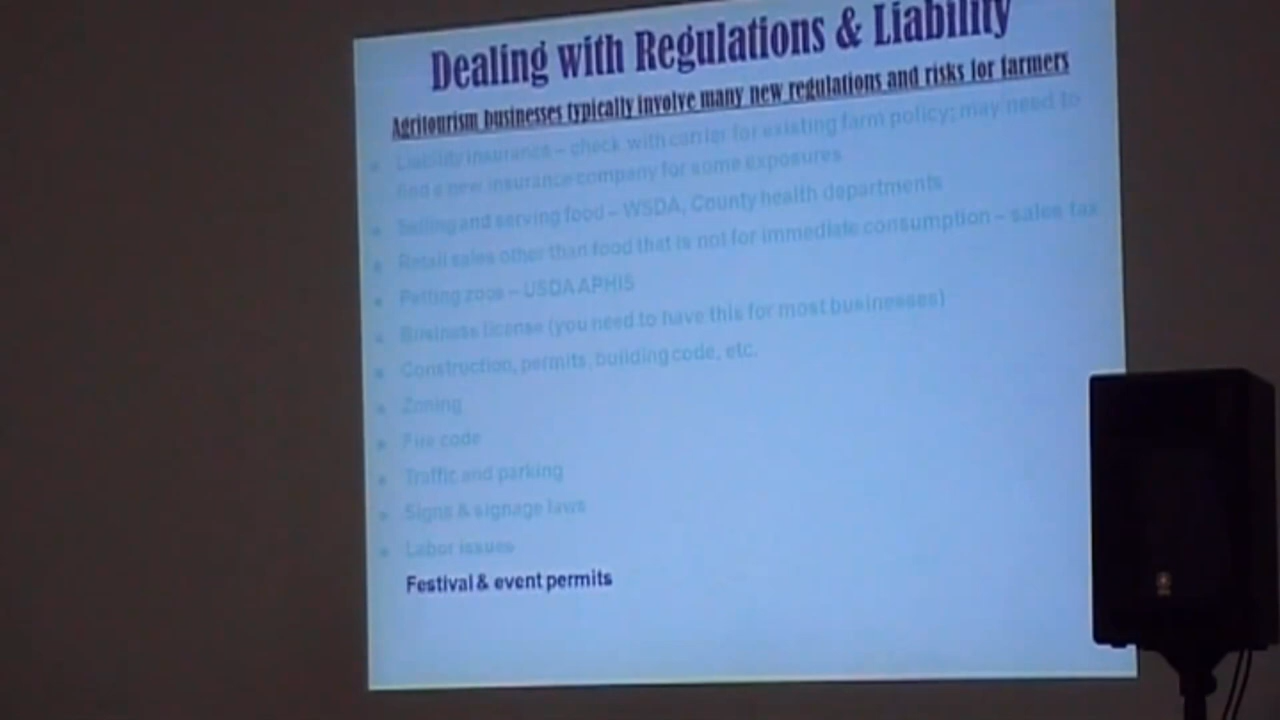 Dealing with Regulations & Liability
Agritourism businesses typically involve many new regulations and risks for farmers
Liability insurance – check with carrier for existing farm policy; may need to
find a new insurance company for some exposures
Selling and serving food – WSDA, County health departments
Retail sales other than food that is not for immediate consumption – sales tax
Petting zoos – USDA APHIS
Business license (you need to have this for most businesses)
Construction, permits, building code, etc.
Zoning
Fire code
Traffic and parking
Signs & signage laws
Labor issues
Festival & event permits